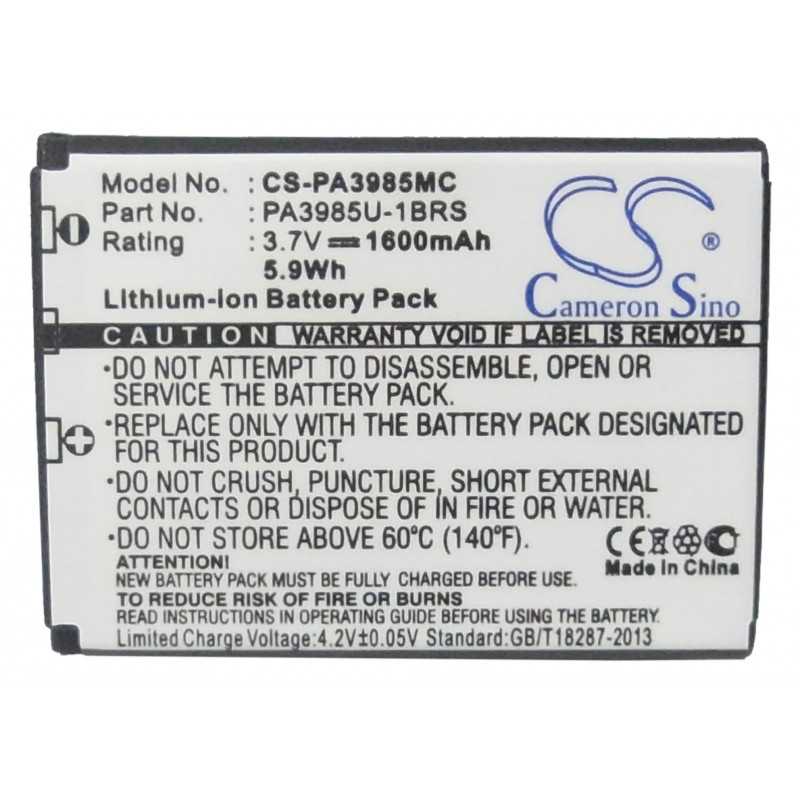 Model No. : CS-PA3985MC
Part No. : PA3985U-1BRS
Rating : 3.7V 1600mAh
5.9Wh
Lithium-ion Battery Pack
CS ®
Cameron Sino
CAUTION WARRANTY VOID IF LABEL IS REMOVED
•DO NOT ATTEMPT TO DISASSEMBLE, OPEN OR
SERVICE THE BATTERY PACK.
•REPLACE ONLY WITH THE BATTERY PACK DESIGNED
FOR THIS PRODUCT.
•DO NOT CRUSH, PUNCTURE, SHORT EXTERNAL
CONTACTS, OR DISPOSE OF IN FIRE OR WATER.
•DO NOT STORE ABOVE 60°C (140°F).
CE
Made in China
ATTENTION!
NEW BATTERY PACK MUST BE FULLY CHARGED BEFORE USE!
TO REDUCE RISK OF FIRE OR BURNS
READ INSTRUCTIONS IN OPERATING GUIDE BEFORE USE!
Limited Charge Voltage:4.2V±0.05V Standard:GB/T18287-2013